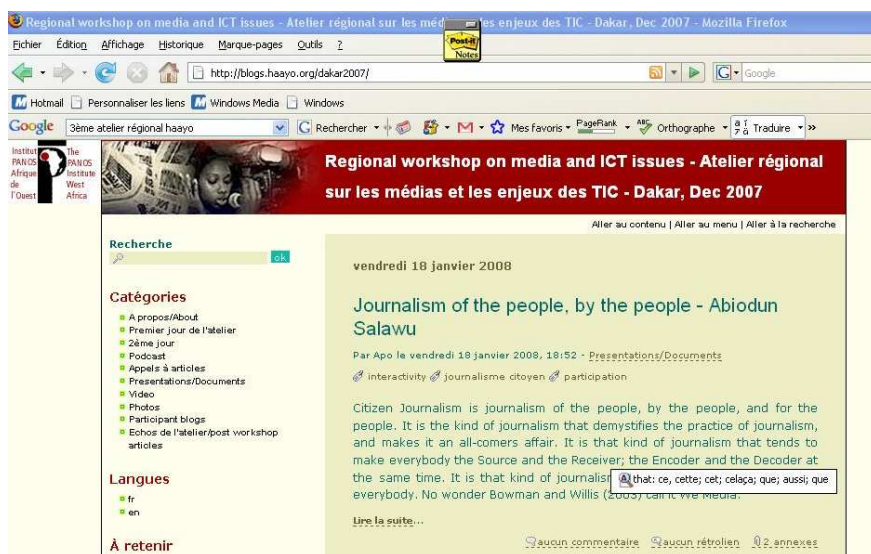 Regional workshop on media and ICT issues - Atelier régional sur les méd es enjeux des TIC - Dakar, Dec 2007 - Mozilla Firefox
Post-it
Notes
Fichier Édition Affichage Historique Marque-pages Outils ?
http://blogs.haayo.org/dakar2007/
G Google
Hotmail Personnaliser les liens Windows Media Windows
Google 3ème atelier régional haayo G Rechercher Mes favoris PageRank ABC Orthographe Traduire »
Institut PANOS Afrique de l'Ouest
The PANOS Institute West Africa
Regional workshop on media and ICT issues - Atelier régional
sur les médias et les enjeux des TIC - Dakar, Dec 2007
Aller au contenu | Aller au menu | Aller à la recherche
Recherche
ok
Catégories
A propos/About
Premier jour de l'atelier
2ème jour
Podcast
Appels à articles
Presentations/Documents
Video
Photos
Participant blogs
Echos de l'atelier/post workshop
articles
Langues
fr
en
À retenir
vendredi 18 janvier 2008
Journalism of the people, by the people - Abiodun
Salawu
Par Apo le vendredi 18 janvier 2008, 18:52 - Presentations/Documents
interactivity journalisme citoyen participation
Citizen Journalism is journalism of the people, by the people, and for the
people. It is the kind of journalism that demystifies the practice of journalism,
and makes it an all-comers affair. It is that kind of journalism that tends to
make everybody the Source and the Receiver; the Encoder and the Decoder at
the same time. It is that kind of journalis
that: ce, cette; cet; celaça; que; aussi; que
everybody. No wonder Bowman and Willis (2003) call it We Media.
Lire la suite...
aucun commentaire aucun rétrolien 2 annexes